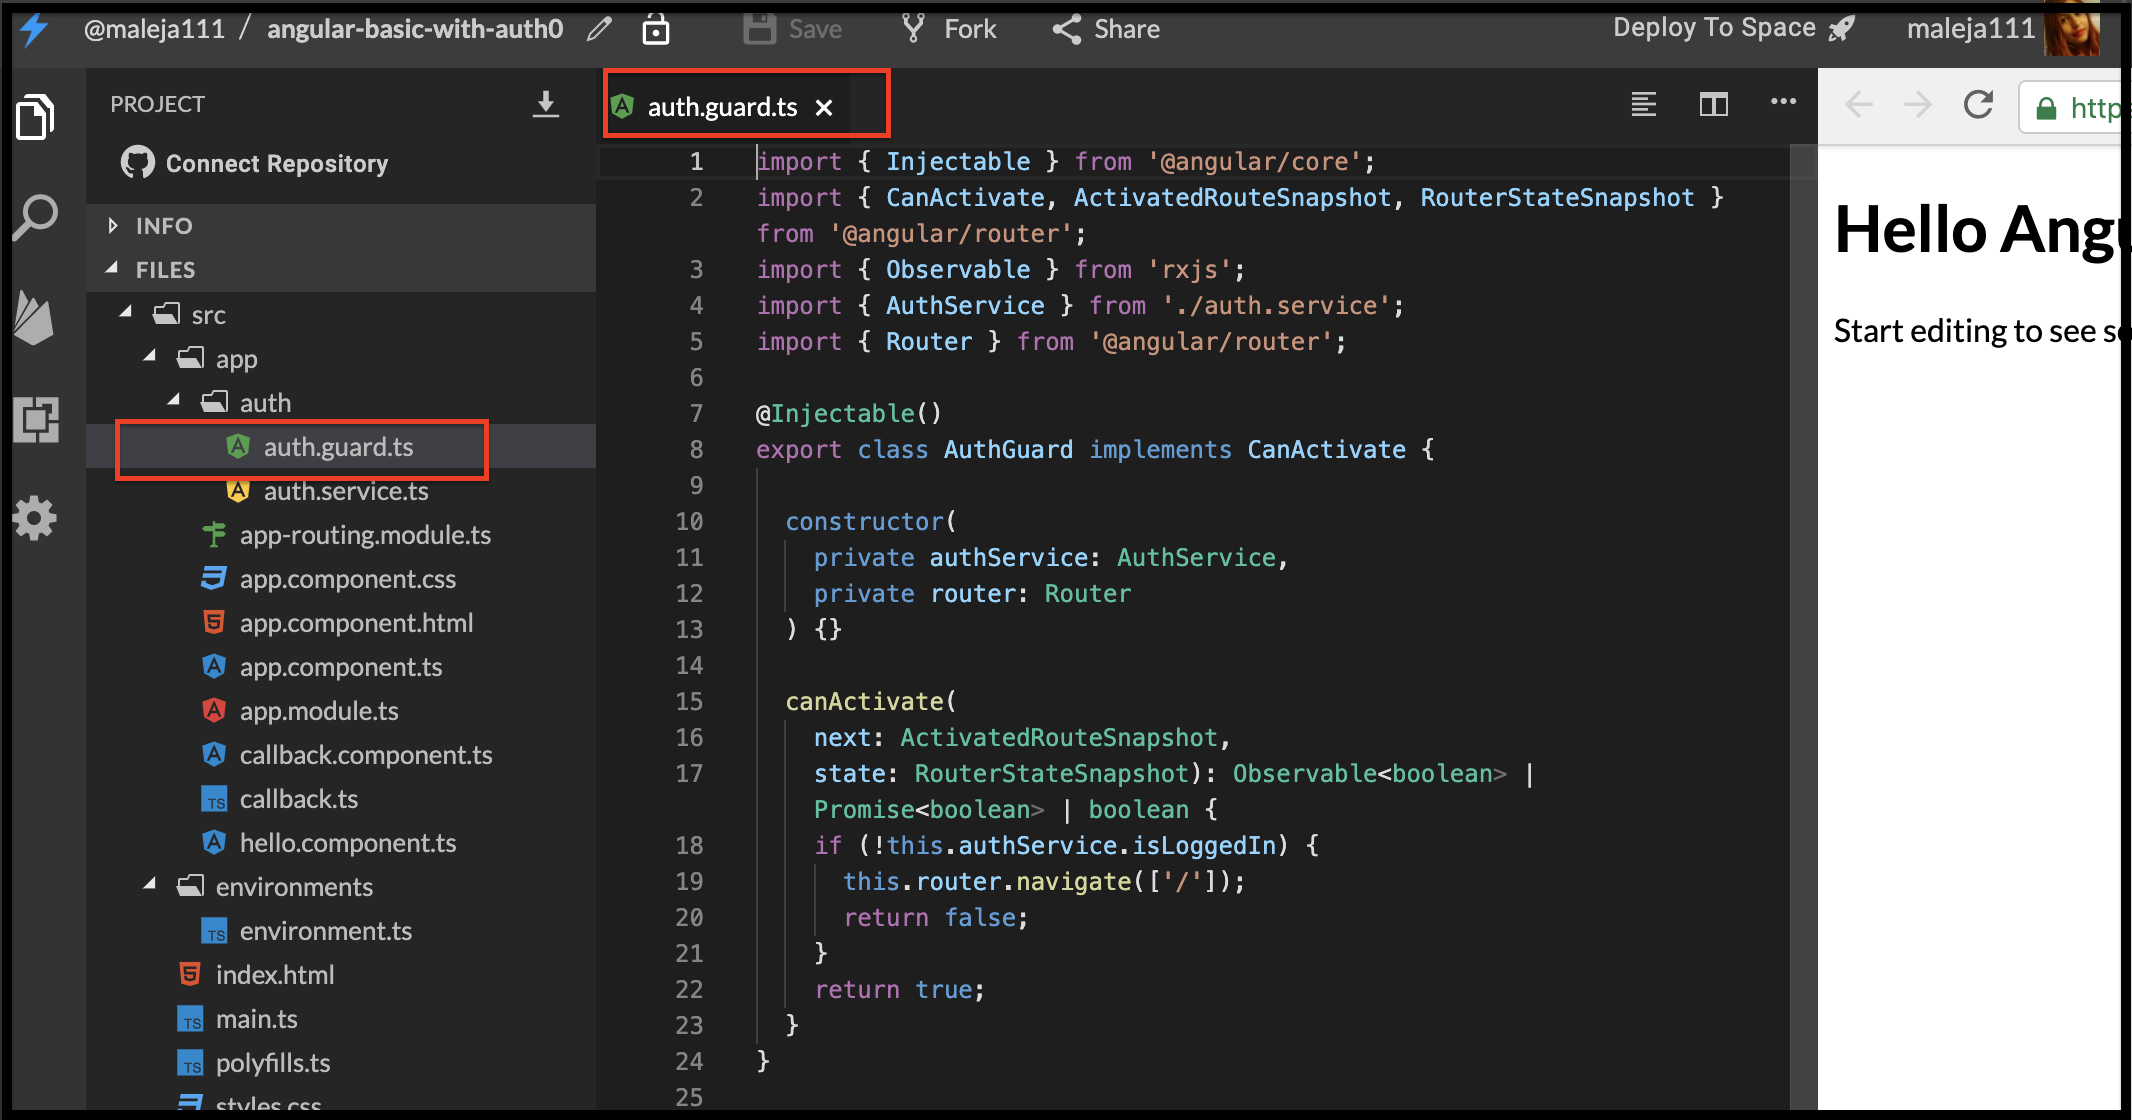 @maleja111 / angular-basic-with-auth0 Save Fork Share Deploy To Space maleja111
PROJECT
Connect Repository
INFO
FILES
src
app
auth
auth.guard.ts
auth.service.ts
app-routing.module.ts
app.component.css
app.component.html
app.component.ts
app.module.ts
callback.component.ts
TS callback.ts
hello.component.ts
environments
TS environment.ts
index.html
TS main.ts
TS polyfills.ts
styles.css
auth.guard.ts
1 import { Injectable } from '@angular/core';
2 import { CanActivate, ActivatedRouteSnapshot, RouterStateSnapshot }
from '@angular/router';
3 import { Observable } from 'rxjs';
4 import { AuthService } from './auth.service';
5 import { Router } from '@angular/router';
6
7 @Injectable()
8 export class AuthGuard implements CanActivate {
9
10 constructor(
11 private authService: AuthService,
12 private router: Router
13 ) {}
14
15 canActivate(
16 next: ActivatedRouteSnapshot,
17 state: RouterStateSnapshot): Observable<boolean> |
Promise<boolean> | boolean {
18 if (!this.authService.isLoggedIn) {
19 this.router.navigate(['/']);
20 return false;
21 }
22 return true;
23 }
24 }
25
http
Hello Ang
Start editing to see